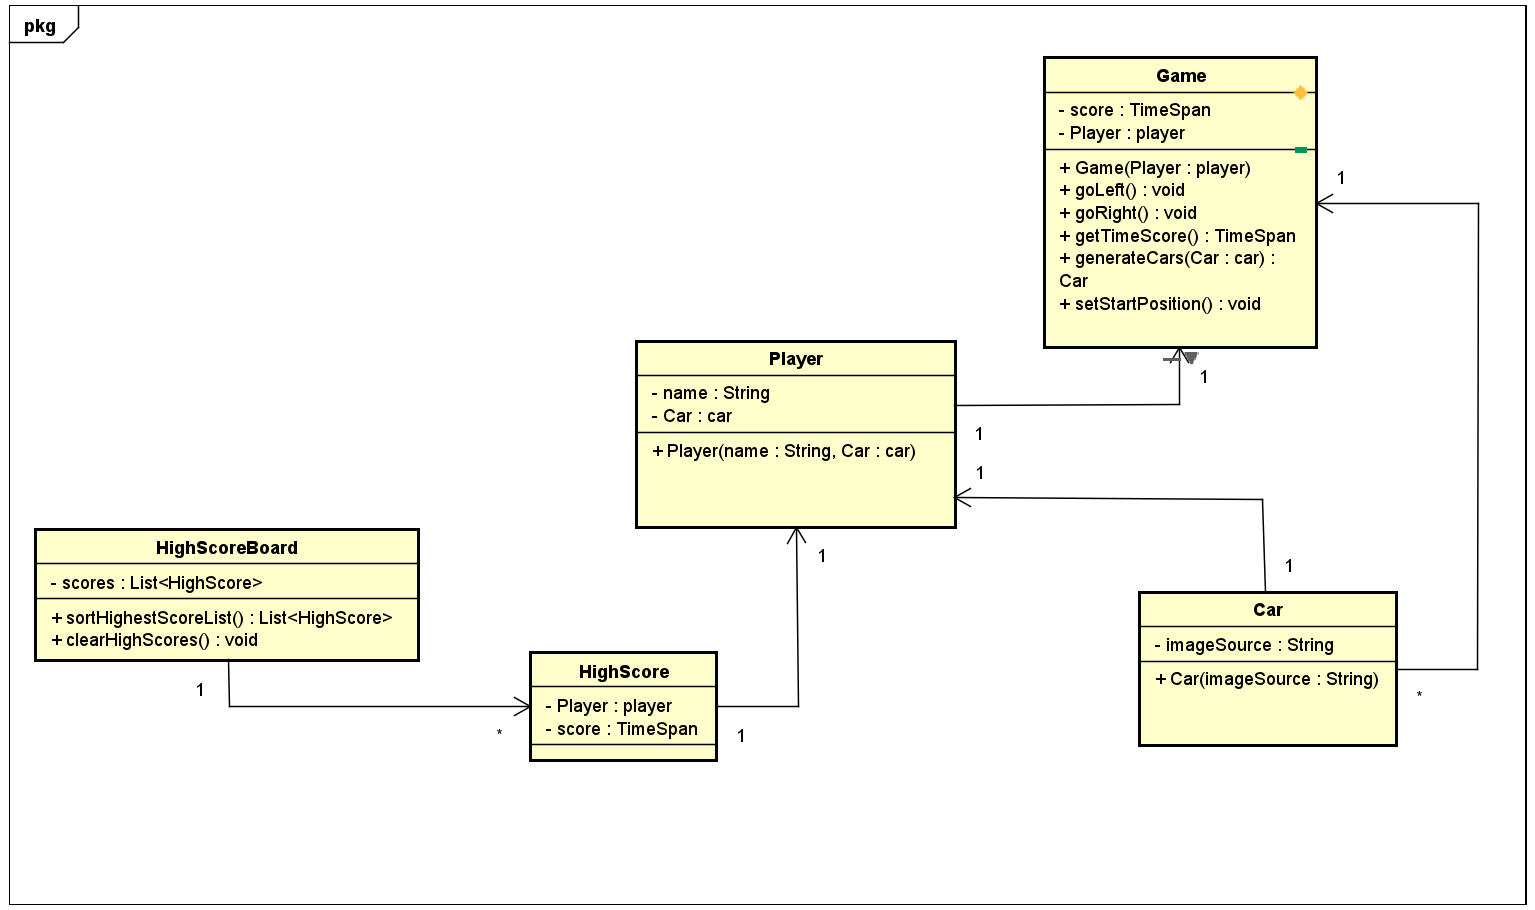 pkg
Game
- score : TimeSpan
- Player : player
+ Game(Player : player)
+ goLeft() : void
+ goRight() : void
+ getTimeScore() : TimeSpan
+ generateCars(Car : car) :
Car
+ setStartPosition() : void
1
1
Player
- name : String
- Car : car
+ Player(name : String, Car : car)
1
1
1
HighScoreBoard
- scores : List<HighScore>
+ sortHighestScoreList() : List<HighScore>
+ clearHighScores() : void
1
*
HighScore
- Player : player
- score : TimeSpan
1
1
Car
- imageSource : String
+ Car(imageSource : String)
*